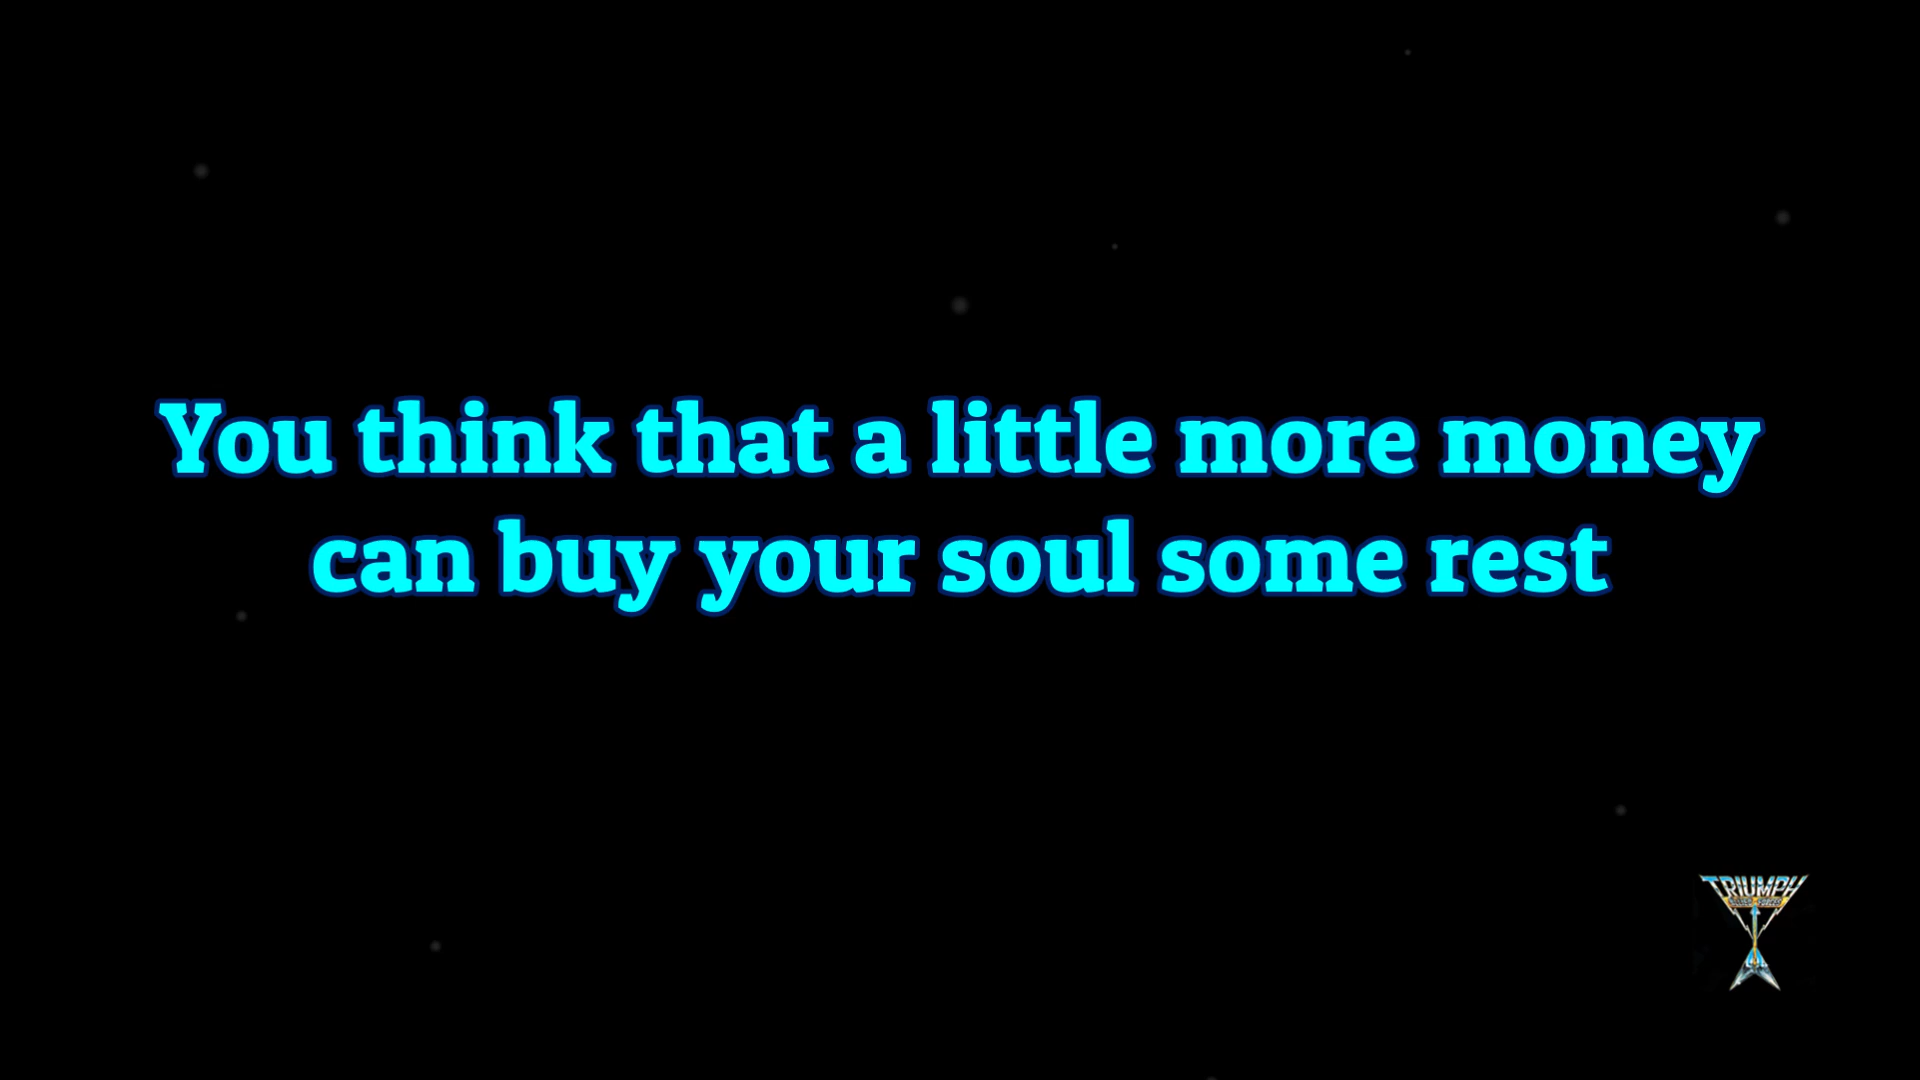 You think that a little more money
can buy your soul some rest
TRIUMPH